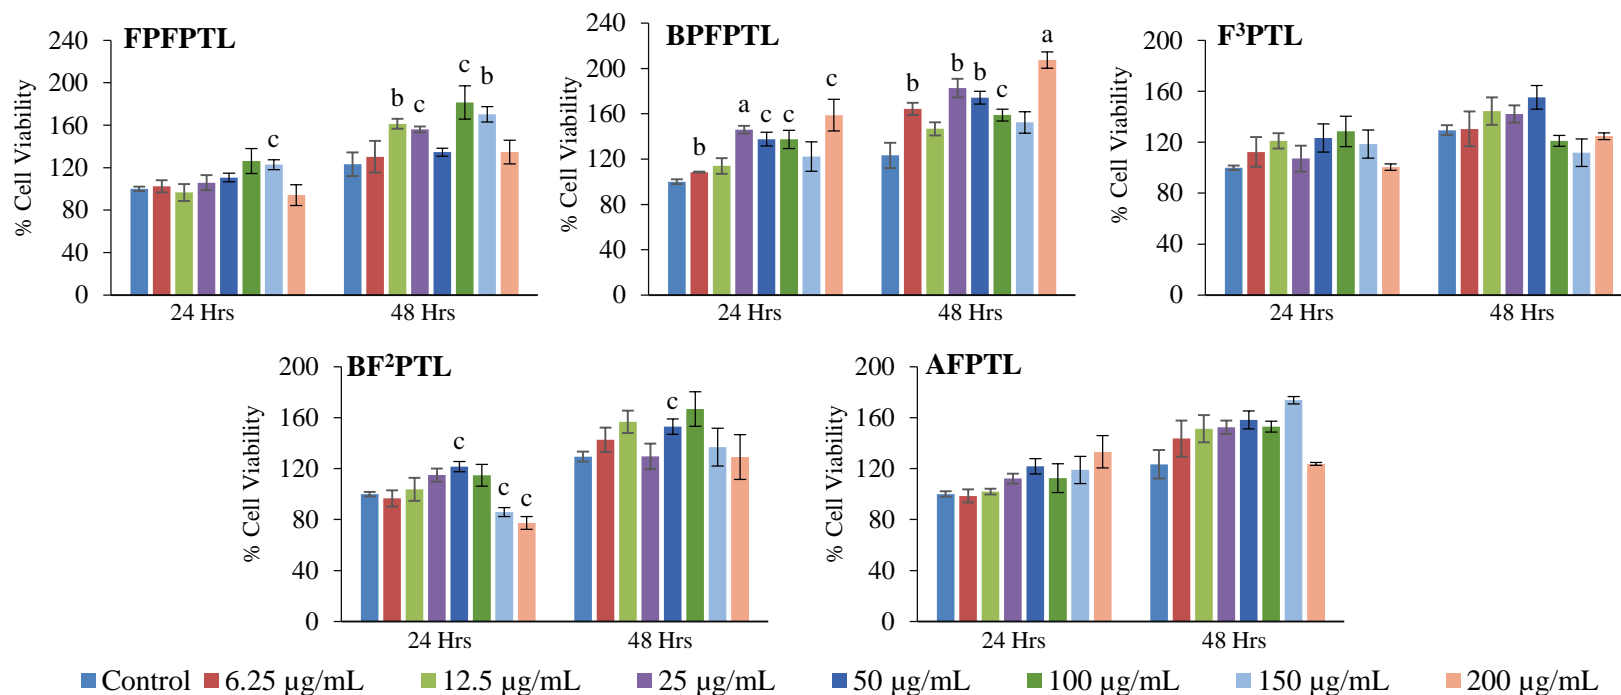 FPFPTL
% Cell Viability
240
200
160
120
80
40
0
c
b
c
c
b
24 Hrs
48 Hrs
BPFPTL
% Cell Viability
240
200
160
120
80
40
0
b
a
c
c
c
b
b
b
c
a
24 Hrs
48 Hrs
F³PTL
% Cell Viability
200
160
120
80
40
0
24 Hrs
48 Hrs
BF²PTL
% Cell Viability
200
160
120
80
40
0
c
c
c
c
24 Hrs
48 Hrs
AFPTL
% Cell Viability
200
160
120
80
40
0
24 Hrs
48 Hrs
Control 6.25 µg/mL 12.5 µg/mL 25 µg/mL 50 µg/mL 100 µg/mL 150 µg/mL 200 µg/mL